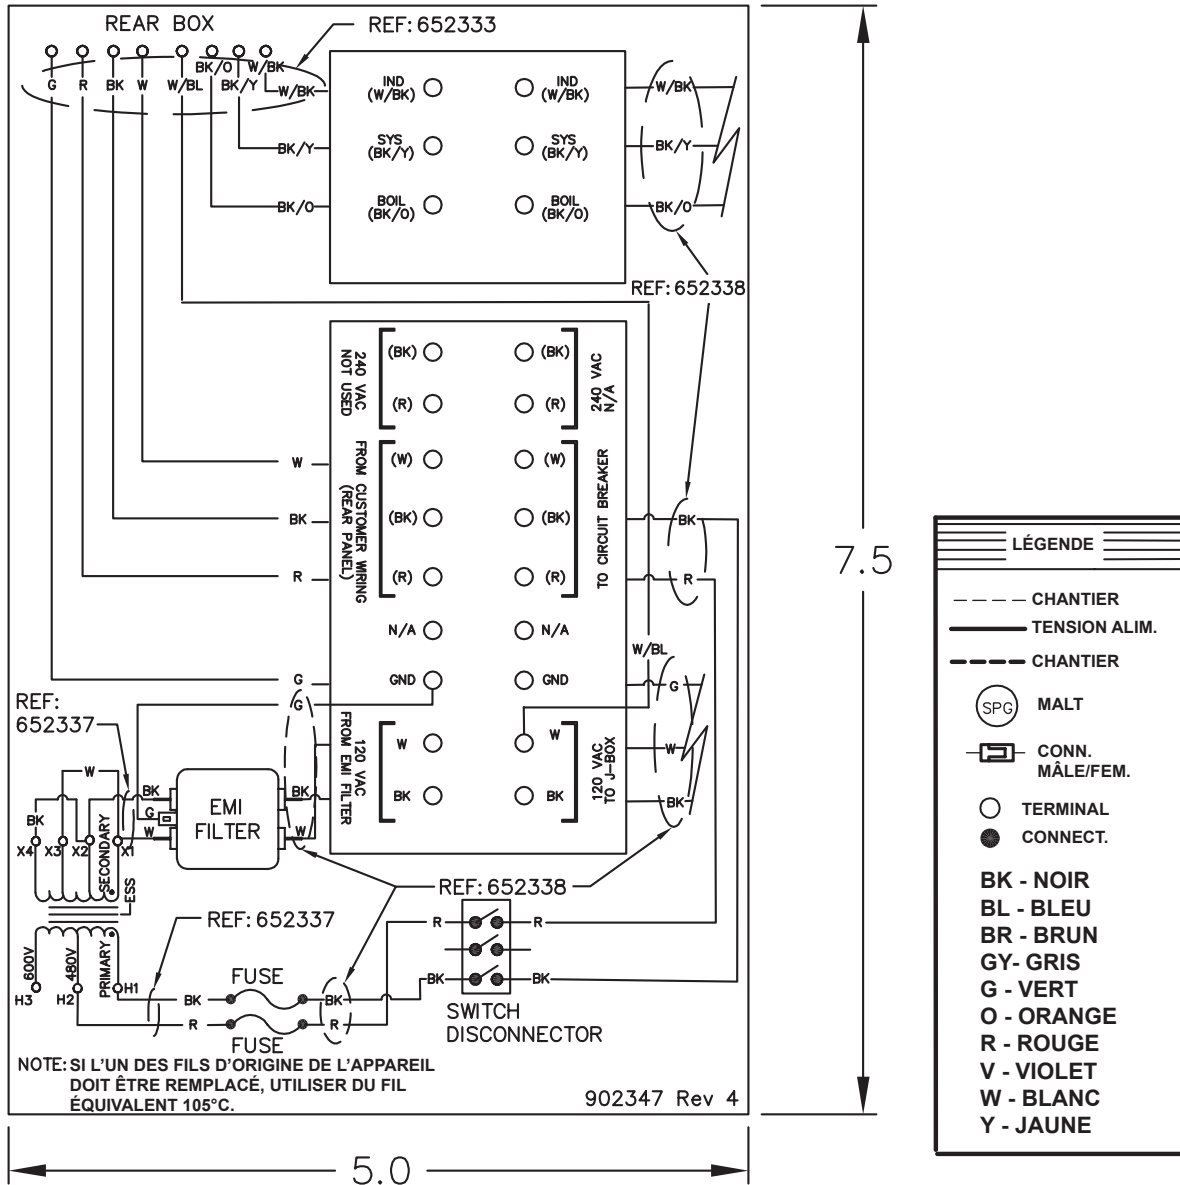 REAR BOX
REF: 652333
G
R
BK
W
W/BL
BK/O
BK/Y
W/BK
W/BK
IND
(W/BK)
IND
(W/BK)
W/BK
BK/Y
SYS
(BK/Y)
SYS
(BK/Y)
BK/Y
BK/O
BOIL
(BK/O)
BOIL
(BK/O)
BK/O
REF: 652338
240 VAC
NOT USED
(BK)
(BK)
240 VAC
N/A
(R)
(R)
FROM CUSTOMER WIRING
(REAR PANEL)
W
(W)
(W)
TO CIRCUIT BREAKER
BK
(BK)
(BK)
BK
R
(R)
(R)
R
N/A
N/A
W/BL
G
GND
GND
G
G
REF:
652337
120 VAC
FROM EMI FILTER
W
W
120 VAC
TO J-BOX
W
BK
BK
BK
W
BK
G
W
EMI
FILTER
BK
W
BK
X4
X3
X2
X1
SECONDARY
ESS
REF: 652338
REF: 652337
600V
480V
PRIMARY
H3
H2
H1
BK
R
FUSE
FUSE
BK
R
R
R
BK
BK
SWITCH
DISCONNECTOR
NOTE: SI L'UN DES FILS D'ORIGINE DE L'APPAREIL
DOIT ÊTRE REMPLACÉ, UTILISER DU FIL
ÉQUIVALENT 105°C.
902347 Rev 4
7.5
5.0
LÉGENDE
CHANTIER
TENSION ALIM.
CHANTIER
SPG
MALT
CONN.
MÂLE/FEM.
TERMINAL
CONNECT.
BK - NOIR
BL - BLEU
BR - BRUN
GY- GRIS
G - VERT
O - ORANGE
R - ROUGE
V - VIOLET
W - BLANC
Y - JAUNE